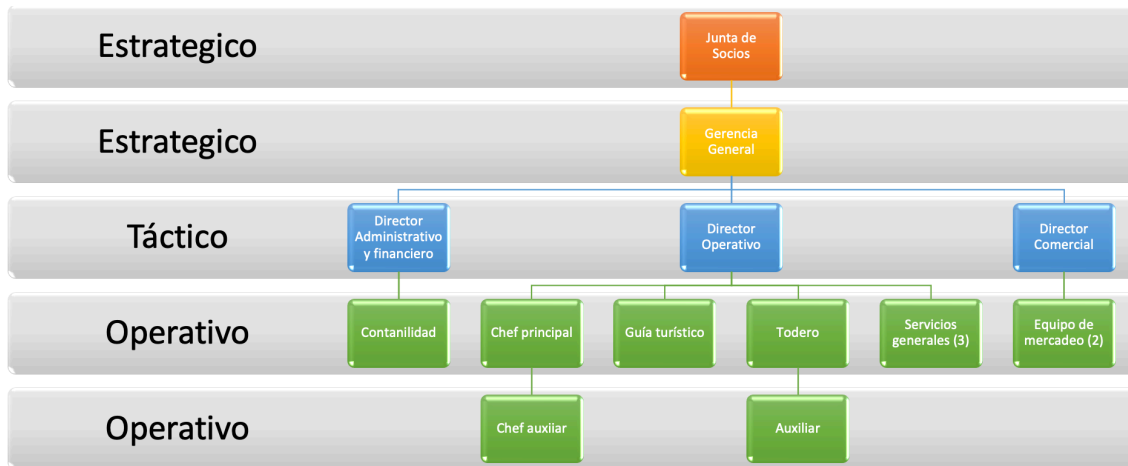 Estrategico
Junta de
Socios
Estrategico
Gerencia
General
Táctico
Director
Administrativo
y financiero
Director
Operativo
Director
Comercial
Operativo
Contanilidad
Chef principal
Guía turístico
Todero
Servicios
generales (3)
Equipo de
mercadeo (2)
Operativo
Chef auxiiar
Auxiliar